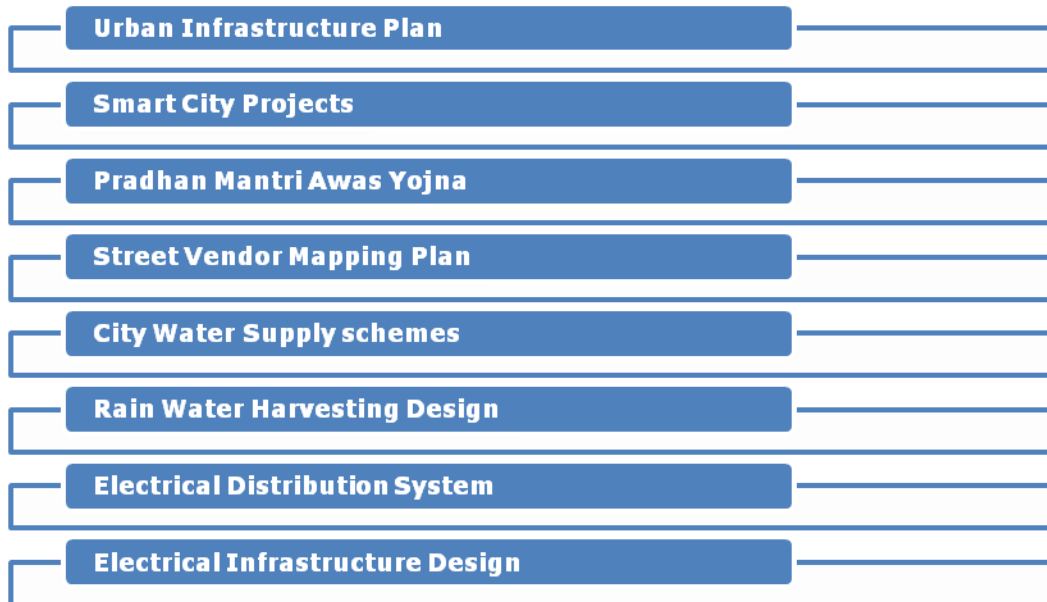 Urban Infrastructure Plan
Smart City Projects
Pradhan Mantri Awas Yojna
Street Vendor Mapping Plan
City Water Supply schemes
Rain Water Harvesting Design
Electrical Distribution System
Electrical Infrastructure Design